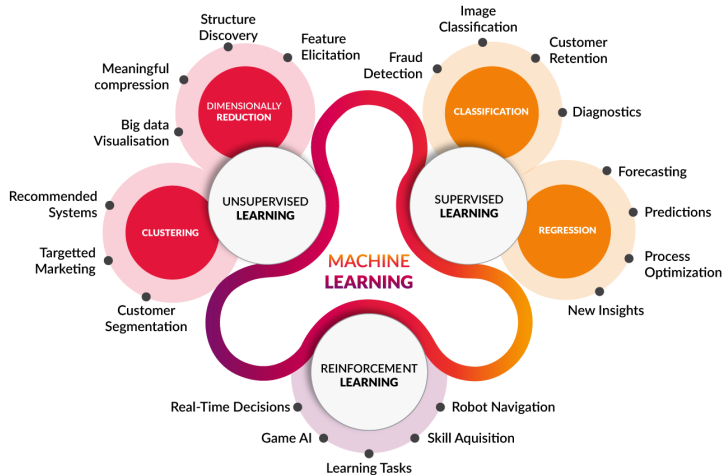 Structure
Discovery
Feature
Elicitation
Meaningful
compression
Big data
Visualisation
DIMENSIONALLY
REDUCTION
Recommended
Systems
Targetted
Marketing
Customer
Segmentation
CLUSTERING
UNSUPERVISED
LEARNING
Image
Classification
Fraud
Detection
Customer
Retention
Diagnostics
CLASSIFICATION
SUPERVISED
LEARNING
Forecasting
Predictions
Process
Optimization
New Insights
REGRESSION
MACHINE
LEARNING
REINFORCEMENT
LEARNING
Real-Time Decisions
Game AI
Learning Tasks
Skill Aquisition
Robot Navigation